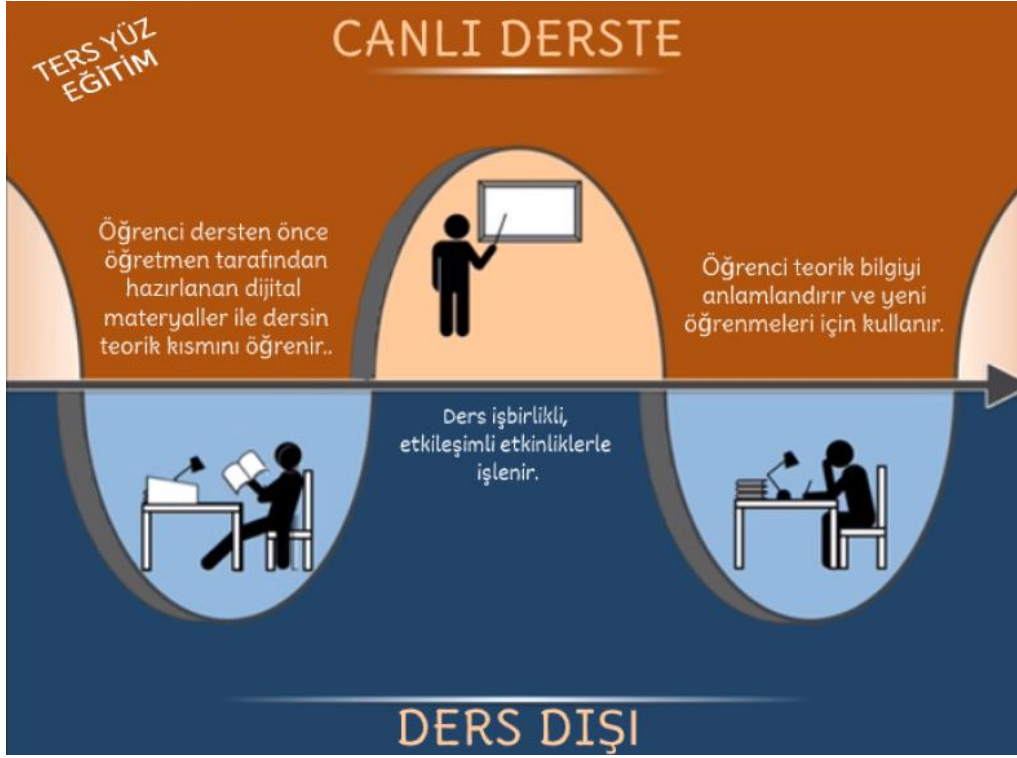 TERS YÜZ
EĞİTİM
CANLI DERSTE
Öğrenci dersten önce
öğretmen tarafından
hazırlanan dijital
materyaller ile dersin
teorik kısmını öğrenir..
Öğrenci teorik bilgiyi
anlamlandırır ve yeni
öğrenmeleri için kullanır.
Ders işbirlikli,
etkileşimli etkinliklerle
işlenir.
DERS DIŞI